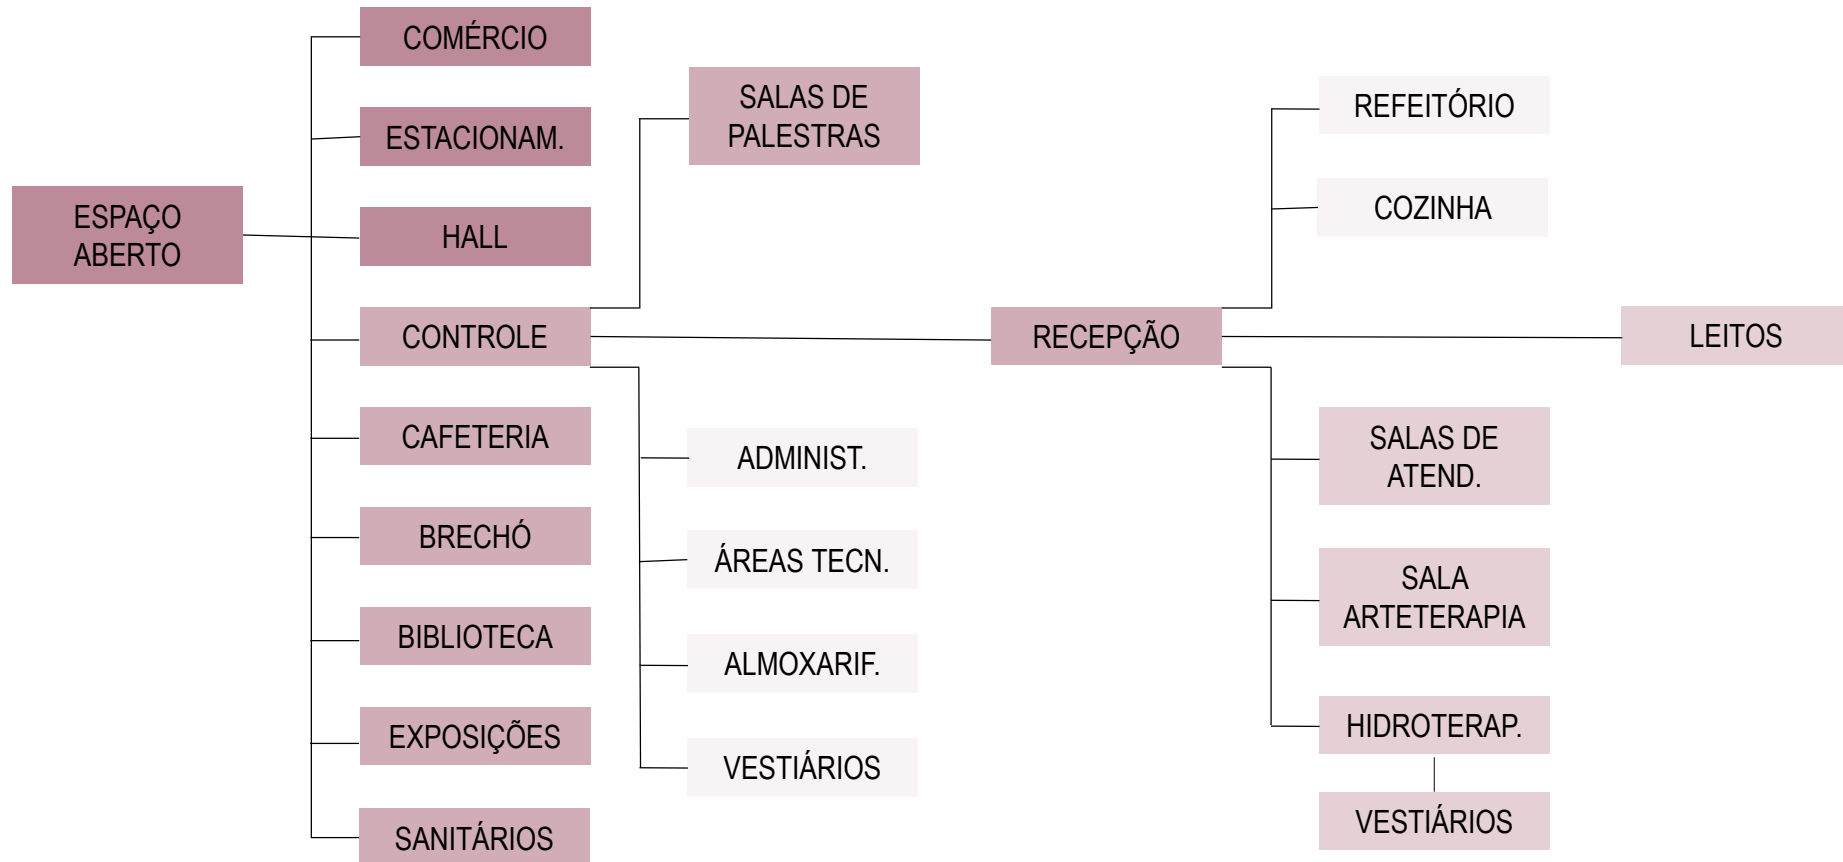 ESPAÇO
ABERTO
COMÉRCIO
ESTACIONAM.
HALL
CONTROLE
CAFETERIA
BRECHÓ
BIBLIOTECA
EXPOSIÇÕES
SANITÁRIOS
SALAS DE
PALESTRAS
ADMINIST.
ÁREAS TECN.
ALMOXARIF.
VESTIÁRIOS
RECEPÇÃO
REFEITÓRIO
COZINHA
SALAS DE
ATEND.
SALA
ARTETERAPIA
HIDROTERAP.
VESTIÁRIOS
LEITOS